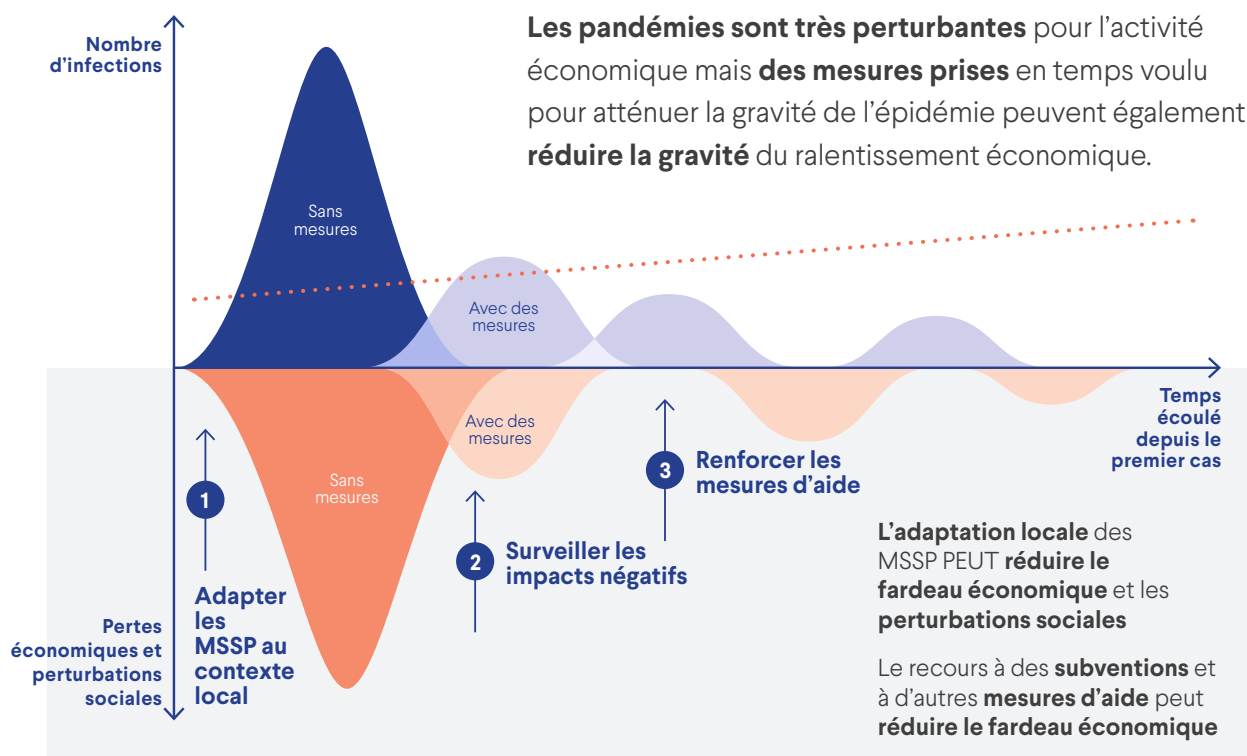 Les pandémies sont très perturbantes pour l’activité
économique mais des mesures prises en temps voulu
pour atténuer la gravité de l’épidémie peuvent également
réduire la gravité du ralentissement économique.
Nombre
d’infections
Sans
mesures
Avec des
mesures
Temps
écoulé
depuis le
premier cas
Avec des
mesures
Sans
mesures
1
Adapter
les
MSSP au
contexte
local
2
Surveiller les
impacts négatifs
3
Renforcer les
mesures d’aide
Pertes
économiques et
perturbations
sociales
L’adaptation locale des
MSSP PEUT réduire le
fardeau économique et les
perturbations sociales
Le recours à des subventions et
à d’autres mesures d’aide peut
réduire le fardeau économique